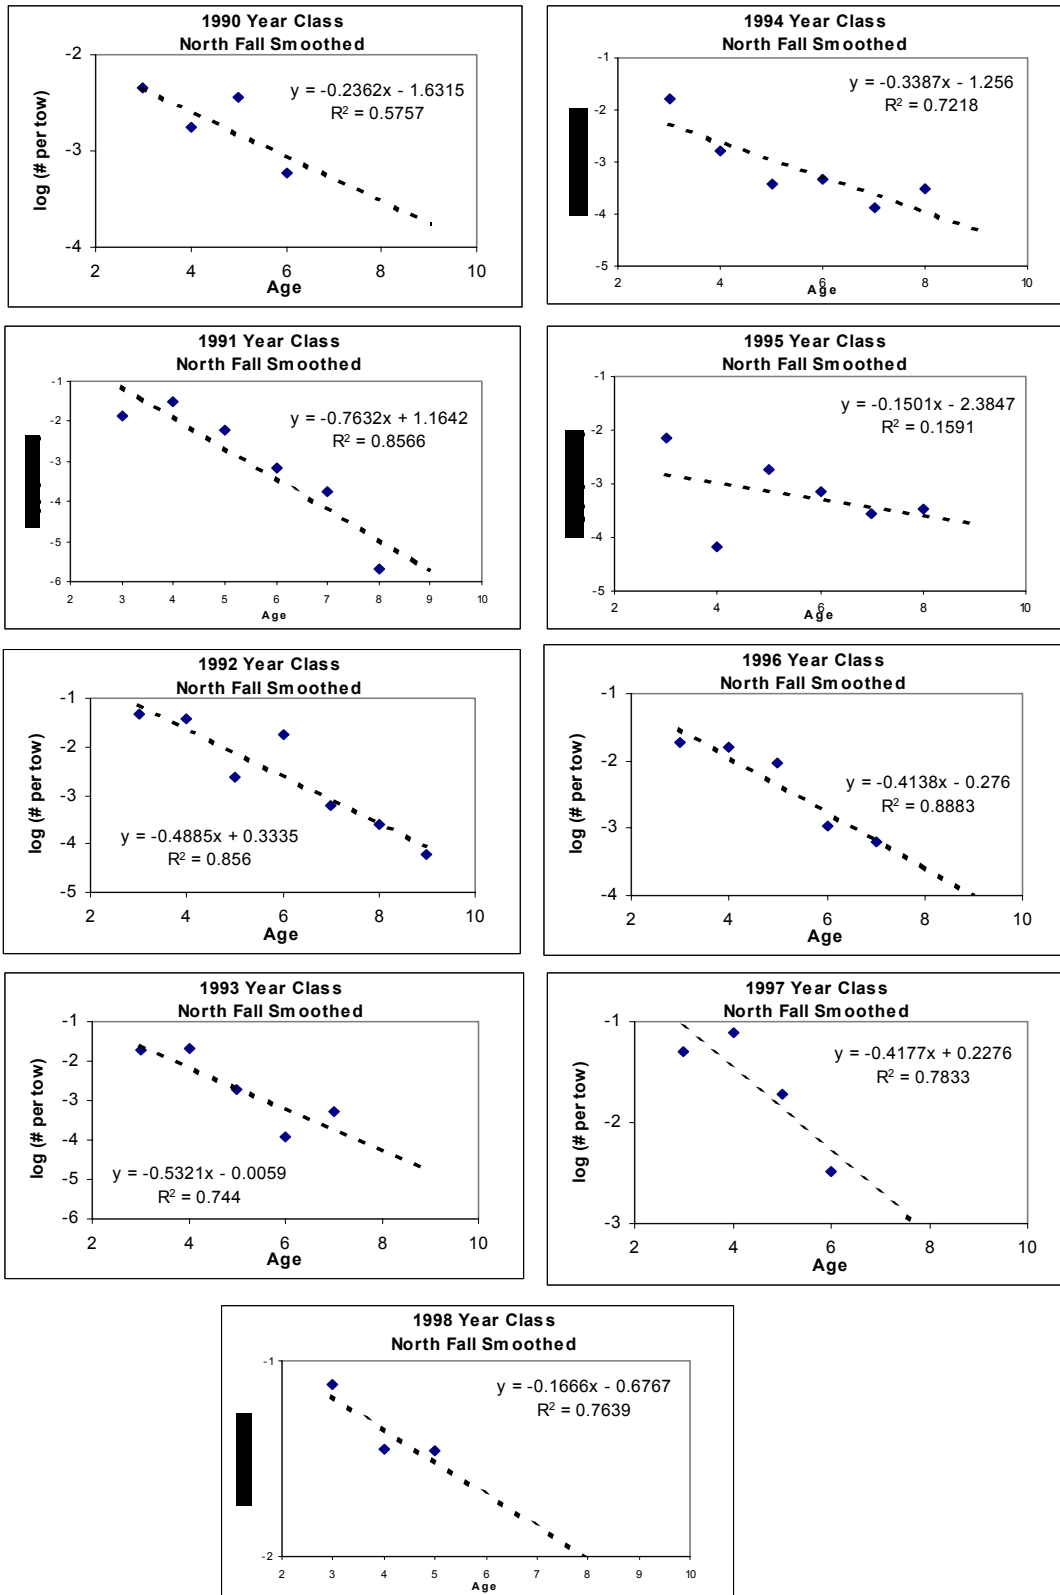 1990 Year Class
North Fall Smoothed
-2
y = -0.2362x - 1.6315
R² = 0.5757
log (# per tow)
-3
-4
2 4 6 8 10
Age
1994 Year Class
North Fall Smoothed
-1
y = -0.3387x - 1.256
R² = 0.7218
-2
-3
-4
-5
2 4 6 8 10
Age
1991 Year Class
North Fall Smoothed
-1
y = -0.7632x + 1.1642
R² = 0.8566
-2
-3
-4
-5
-6
2 3 4 5 6 7 8 9 10
Age
1995 Year Class
North Fall Smoothed
-1
y = -0.1501x - 2.3847
R² = 0.1591
-2
-3
-4
-5
2 4 6 8 10
Age
1992 Year Class
North Fall Smoothed
-1
log (# per tow)
-2
-3
y = -0.4885x + 0.3335
R² = 0.856
-4
-5
2 4 6 8 10
Age
1996 Year Class
North Fall Smoothed
-1
log (# per tow)
-2
y = -0.4138x - 0.276
R² = 0.8883
-3
-4
2 4 6 8 10
Age
1993 Year Class
North Fall Smoothed
-1
log (# per tow)
-2
-3
-4
-5
y = -0.5321x - 0.0059
R² = 0.744
-6
2 4 6 8 10
Age
1997 Year Class
North Fall Smoothed
-1
y = -0.4177x + 0.2276
R² = 0.7833
log (# per tow)
-2
-3
2 4 6 8 10
Age
1998 Year Class
North Fall Smoothed
-1
y = -0.1666x - 0.6767
R² = 0.7639
-2
2 3 4 5 6 7 8 9 10
Age